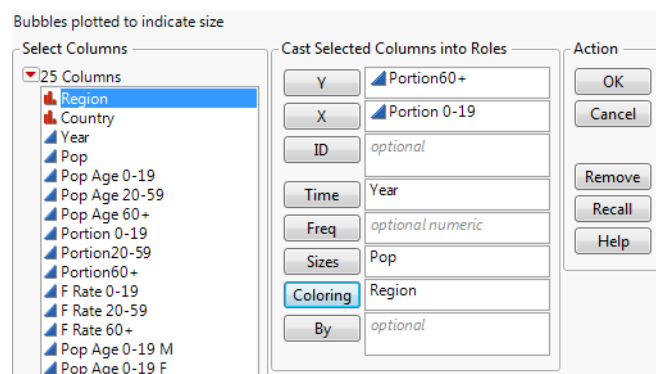 Bubbles plotted to indicate size
Select Columns
25 Columns
Region
Country
Year
Pop
Pop Age 0-19
Pop Age 20-59
Pop Age 60+
Portion 0-19
Portion20-59
Portion60+
F Rate 0-19
F Rate 20-59
F Rate 60+
Pop Age 0-19 M
Pop Age 0-19 F
Cast Selected Columns into Roles
Y Portion60+
X Portion 0-19
ID optional
Time Year
Freq optional numeric
Sizes Pop
Coloring Region
By optional
Action
OK
Cancel
Remove
Recall
Help